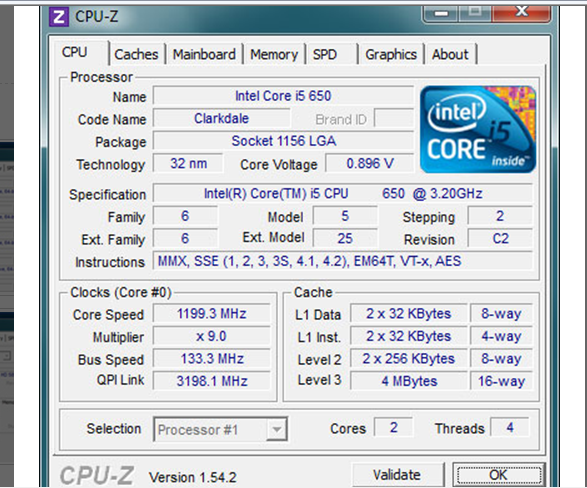 CPU-Z
CPU Caches Mainboard Memory SPD Graphics About
Processor
Name Intel Core i5 650
Code Name Clarkdale Brand ID
Package Socket 1156 LGA
Technology 32 nm Core Voltage 0.896 V
intel i5
CORE inside™
Specification Intel(R) Core(TM) i5 CPU 650 @ 3.20GHz
Family 6 Model 5 Stepping 2
Ext. Family 6 Ext. Model 25 Revision C2
Instructions MMX, SSE (1, 2, 3, 3S, 4.1, 4.2), EM64T, VT-x, AES
Clocks (Core #0)
Core Speed 1199.3 MHz
Multiplier x 9.0
Bus Speed 133.3 MHz
QPI Link 3198.1 MHz
Cache
L1 Data 2 x 32 KBytes 8-way
L1 Inst. 2 x 32 KBytes 4-way
Level 2 2 x 256 KBytes 8-way
Level 3 4 MBytes 16-way
Selection Processor #1 Cores 2 Threads 4
CPU-Z Version 1.54.2 Validate OK